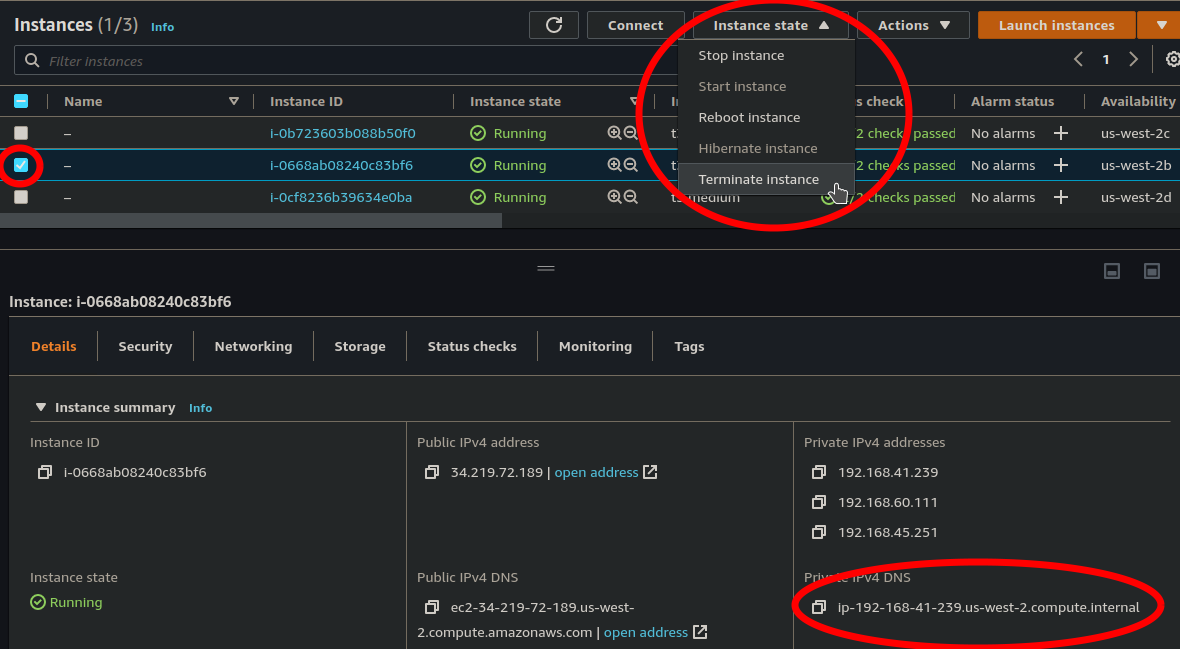 Instances (1/3) Info
Connect Instance state Actions Launch instances
Filter instances
1
Stop instance
Start instance
Reboot instance
Hibernate instance
Terminate instance
Name Instance ID Instance state check Alarm status Availability
– i-0b723603b088b50f0 Running 2 checks passed No alarms us-west-2c
– i-0668ab08240c83bf6 Running 2 checks passed No alarms us-west-2b
– i-0cf8236b39634e0ba Running t3.medium /2 checks passed No alarms us-west-2d
Instance: i-0668ab08240c83bf6
Details Security Networking Storage Status checks Monitoring Tags
Instance summary Info
Instance ID Public IPv4 address Private IPv4 addresses
i-0668ab08240c83bf6 34.219.72.189 | open address 192.168.41.239
192.168.60.111
192.168.45.251
Instance state Public IPv4 DNS Private IPv4 DNS
Running ec2-34-219-72-189.us-west- ip-192-168-41-239.us-west-2.compute.internal
2.compute.amazonaws.com | open address